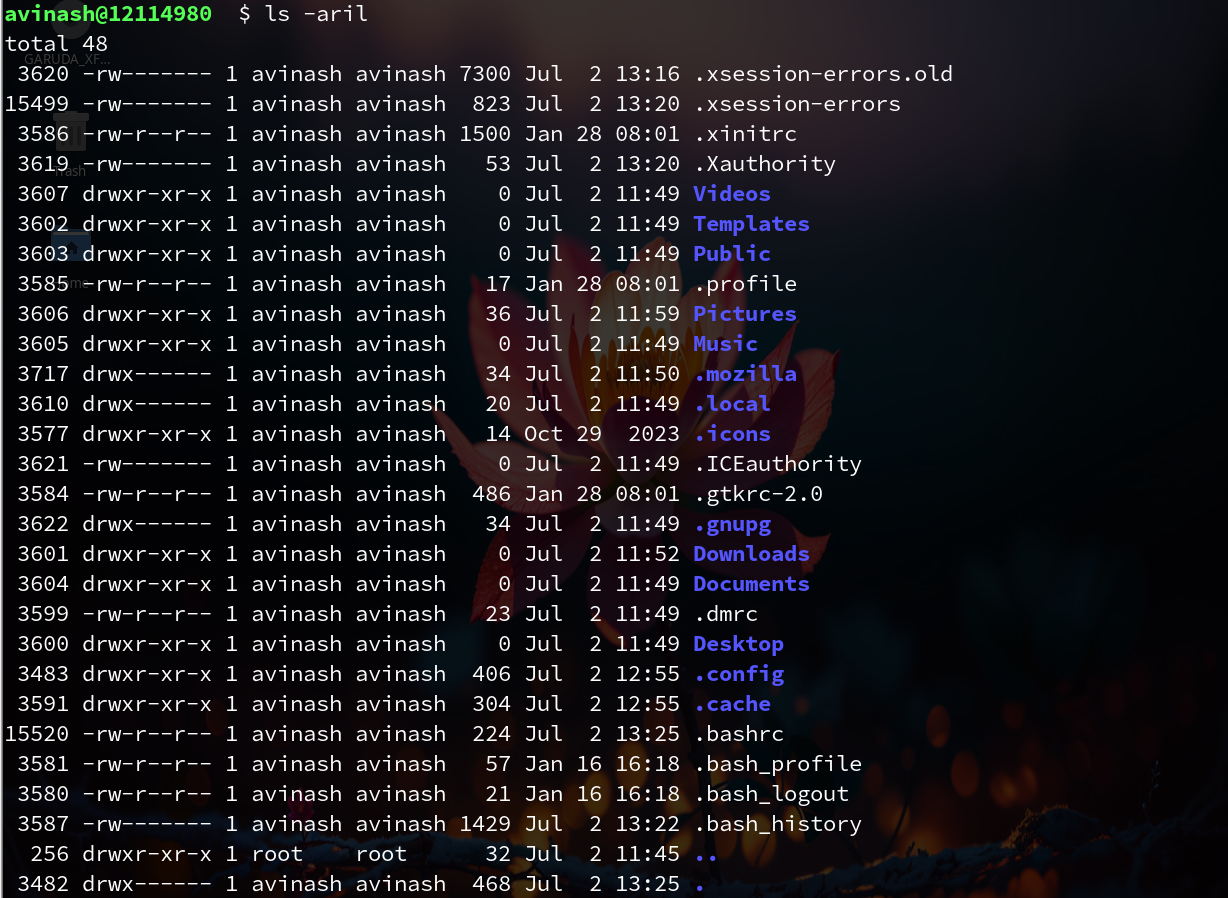 avinash@12114980  $ ls -aril
total 48
GARUDA_XF...
 3620 -rw------- 1 avinash avinash 7300 Jul  2 13:16 .xsession-errors.old
15499 -rw------- 1 avinash avinash  823 Jul  2 13:20 .xsession-errors
 3586 -rw-r--r-- 1 avinash avinash 1500 Jan 28 08:01 .xinitrc
 3619 -rw------- 1 avinash avinash   53 Jul  2 13:20 .Xauthority
Trash
 3607 drwxr-xr-x 1 avinash avinash    0 Jul  2 11:49 Videos
 3602 drwxr-xr-x 1 avinash avinash    0 Jul  2 11:49 Templates
 3603 drwxr-xr-x 1 avinash avinash    0 Jul  2 11:49 Public
 3585 -rw-r--r-- 1 avinash avinash   17 Jan 28 08:01 .profile
 3606 drwxr-xr-x 1 avinash avinash   36 Jul  2 11:59 Pictures
 3605 drwxr-xr-x 1 avinash avinash    0 Jul  2 11:49 Music
 3717 drwx------ 1 avinash avinash   34 Jul  2 11:50 .mozilla
 3610 drwx------ 1 avinash avinash   20 Jul  2 11:49 .local
 3577 drwxr-xr-x 1 avinash avinash   14 Oct 29  2023 .icons
 3621 -rw------- 1 avinash avinash    0 Jul  2 11:49 .ICEauthority
 3584 -rw-r--r-- 1 avinash avinash  486 Jan 28 08:01 .gtkrc-2.0
 3622 drwx------ 1 avinash avinash   34 Jul  2 11:49 .gnupg
 3601 drwxr-xr-x 1 avinash avinash    0 Jul  2 11:52 Downloads
 3604 drwxr-xr-x 1 avinash avinash    0 Jul  2 11:49 Documents
 3599 -rw-r--r-- 1 avinash avinash   23 Jul  2 11:49 .dmrc
 3600 drwxr-xr-x 1 avinash avinash    0 Jul  2 11:49 Desktop
 3483 drwxr-xr-x 1 avinash avinash  406 Jul  2 12:55 .config
 3591 drwxr-xr-x 1 avinash avinash  304 Jul  2 12:55 .cache
15520 -rw-r--r-- 1 avinash avinash  224 Jul  2 13:25 .bashrc
 3581 -rw-r--r-- 1 avinash avinash   57 Jan 16 16:18 .bash_profile
 3580 -rw-r--r-- 1 avinash avinash   21 Jan 16 16:18 .bash_logout
 3587 -rw------- 1 avinash avinash 1429 Jul  2 13:22 .bash_history
  256 drwxr-xr-x 1 root    root      32 Jul  2 11:45 ..
 3482 drwx------ 1 avinash avinash  468 Jul  2 13:25 .